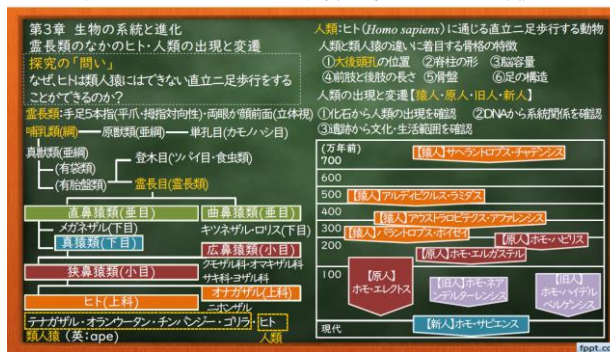 第3章 生物の系統と進化
霊長類のなかのヒト・人類の出現と変遷
探究の「問い」
なぜ、ヒトは類人猿にはできない直立二足歩行をする
ことができるのか?
霊長類:手足5本指(平爪・拇指対向性)・両眼が顔前面(立体視)
哺乳類(綱) 原獣類(亜綱) 単孔目(カモノハシ目)
真獣類(亜綱)
(有袋類)
(有胎盤類)
登木目(ツパイ目・食虫類)
霊長目(霊長類)
直鼻猿類(亜目) 曲鼻猿類(亜目)
メガネザル(下目) キツネザル・ロリス(下目)
真猿類(下目) 広鼻猿類(小目)
クモザル科・オマキザル科
サキ科・ヨザル科
狭鼻猿類(小目)
ヒト(上科) オナガザル(上科)
ニホンザル
テナガザル・オランウータン・チンパンジー・ゴリラ・ヒト
類人猿(英:ape) 人類
人類:ヒト(Homo sapiens)に通じる直立二足歩行する動物
人類と類人猿の違いに着目する骨格の特徴
①大後頭孔の位置 ②脊柱の形 ③脳容量
④前肢と後肢の長さ ⑤骨盤 ⑥足の構造
人類の出現と変遷【猿人・原人・旧人・新人】
①化石から人類の出現を確認 ②DNAから系統関係を確認
③遺跡から文化・生活範囲を確認
(万年前)
700 【猿人】サヘラントロプス・チャデンシス
600
500 【猿人】アルディピクルス・ラミダス
400 【猿人】アウストラロピテクス・アファレンシス
300 【猿人】パラントロプス・ボイセイ 【原人】ホモ・ハビリス
200 【原人】ホモ・エルガステル
100
【原人】
ホモ・エレクトス
【旧人】ホモ・ネア
ンデルターレンシス
【旧人】
ホモ・ハイデル
ベルゲンシス
現代 【新人】ホモ・サピエンス
fppt.com